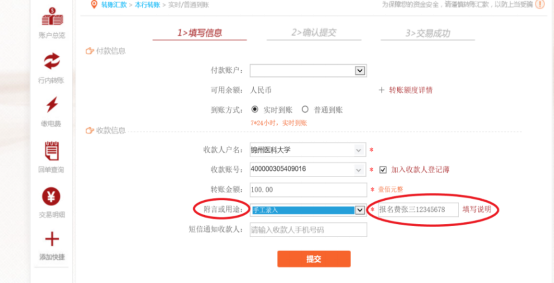 转账汇款 > 本行转账 > 实时/普通到账
为保障您的资金安全，请谨慎转账汇款，以防上当受骗
账户总览
行内转账
缴电费
回单查询
交易明细
添加快捷
1>填写信息 2>确认提交 3>交易成功
付款信息
付款账户：
可用余额： 人民币 + 转账额度详情
到账方式： 实时到账 普通到账
7*24小时，实时到账
收款信息
收款人户名： 锦州医科大学 *
收款账号： 400000305409016 * 加入收款人登记薄
转账金额： 100.00 * 壹佰元整
附言或用途： 手工录入 * 报名费张三12345678 填写说明
短信通知收款人： 请输入收款人手机号码
提交